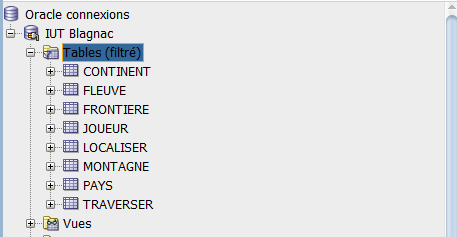 Oracle connexions
IUT Blagnac
Tables (filtré)
CONTINENT
FLEUVE
FRONTIERE
JOUEUR
LOCALISER
MONTAGNE
PAYS
TRAVERSER
Vues